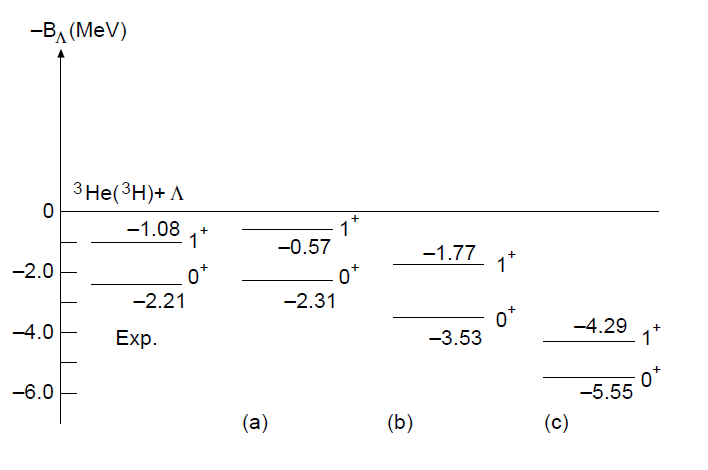 –B_Λ (MeV)
³He(³H)+ Λ
0
–2.0
–4.0
–6.0
–1.08 1⁺
0⁺
–2.21
Exp.
1⁺
–0.57
0⁺
–2.31
(a)
–1.77 1⁺
0⁺
–3.53
(b)
–4.29 1⁺
0⁺
–5.55
(c)